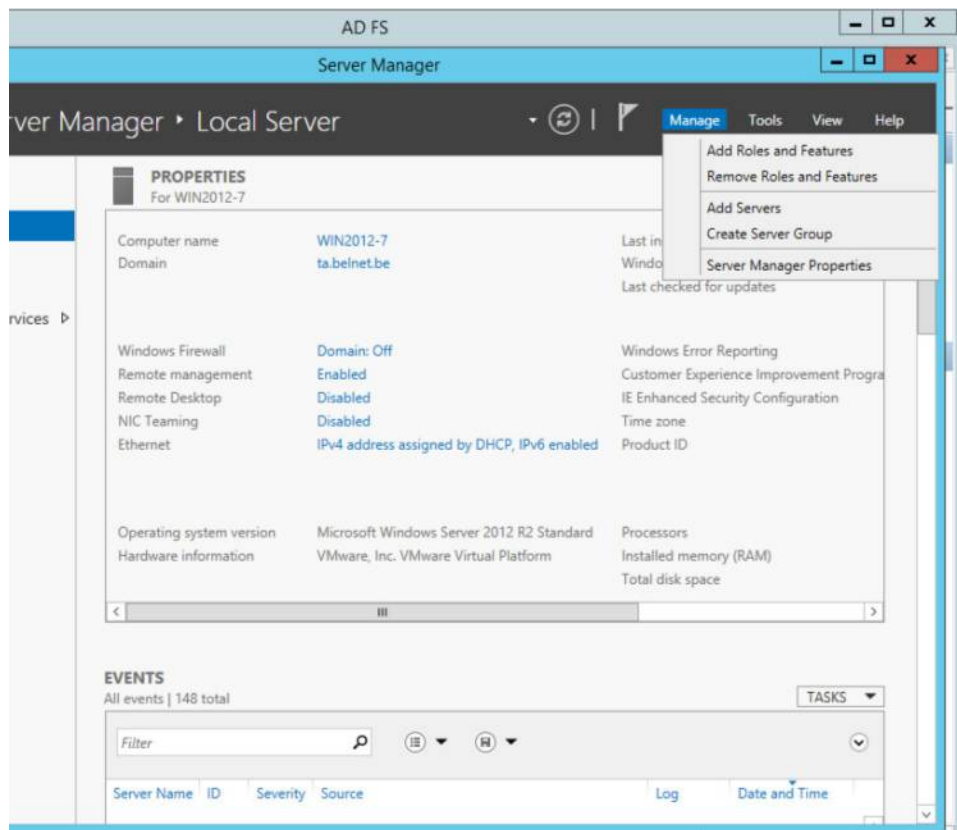 AD FS
Server Manager
ver Manager ‣ Local Server
Manage Tools View Help
Add Roles and Features
Remove Roles and Features
Add Servers
Create Server Group
Server Manager Properties
PROPERTIES
For WIN2012-7
Computer name WIN2012-7 Last in
Domain ta.belnet.be Windo
Last checked for updates
rvices
Windows Firewall Domain: Off Windows Error Reporting
Remote management Enabled Customer Experience Improvement Progra
Remote Desktop Disabled IE Enhanced Security Configuration
NIC Teaming Disabled Time zone
Ethernet IPv4 address assigned by DHCP, IPv6 enabled Product ID
Operating system version Microsoft Windows Server 2012 R2 Standard Processors
Hardware information VMware, Inc. VMware Virtual Platform Installed memory (RAM)
Total disk space
EVENTS
All events | 148 total
TASKS
Filter
Server Name ID Severity Source Log Date and Time